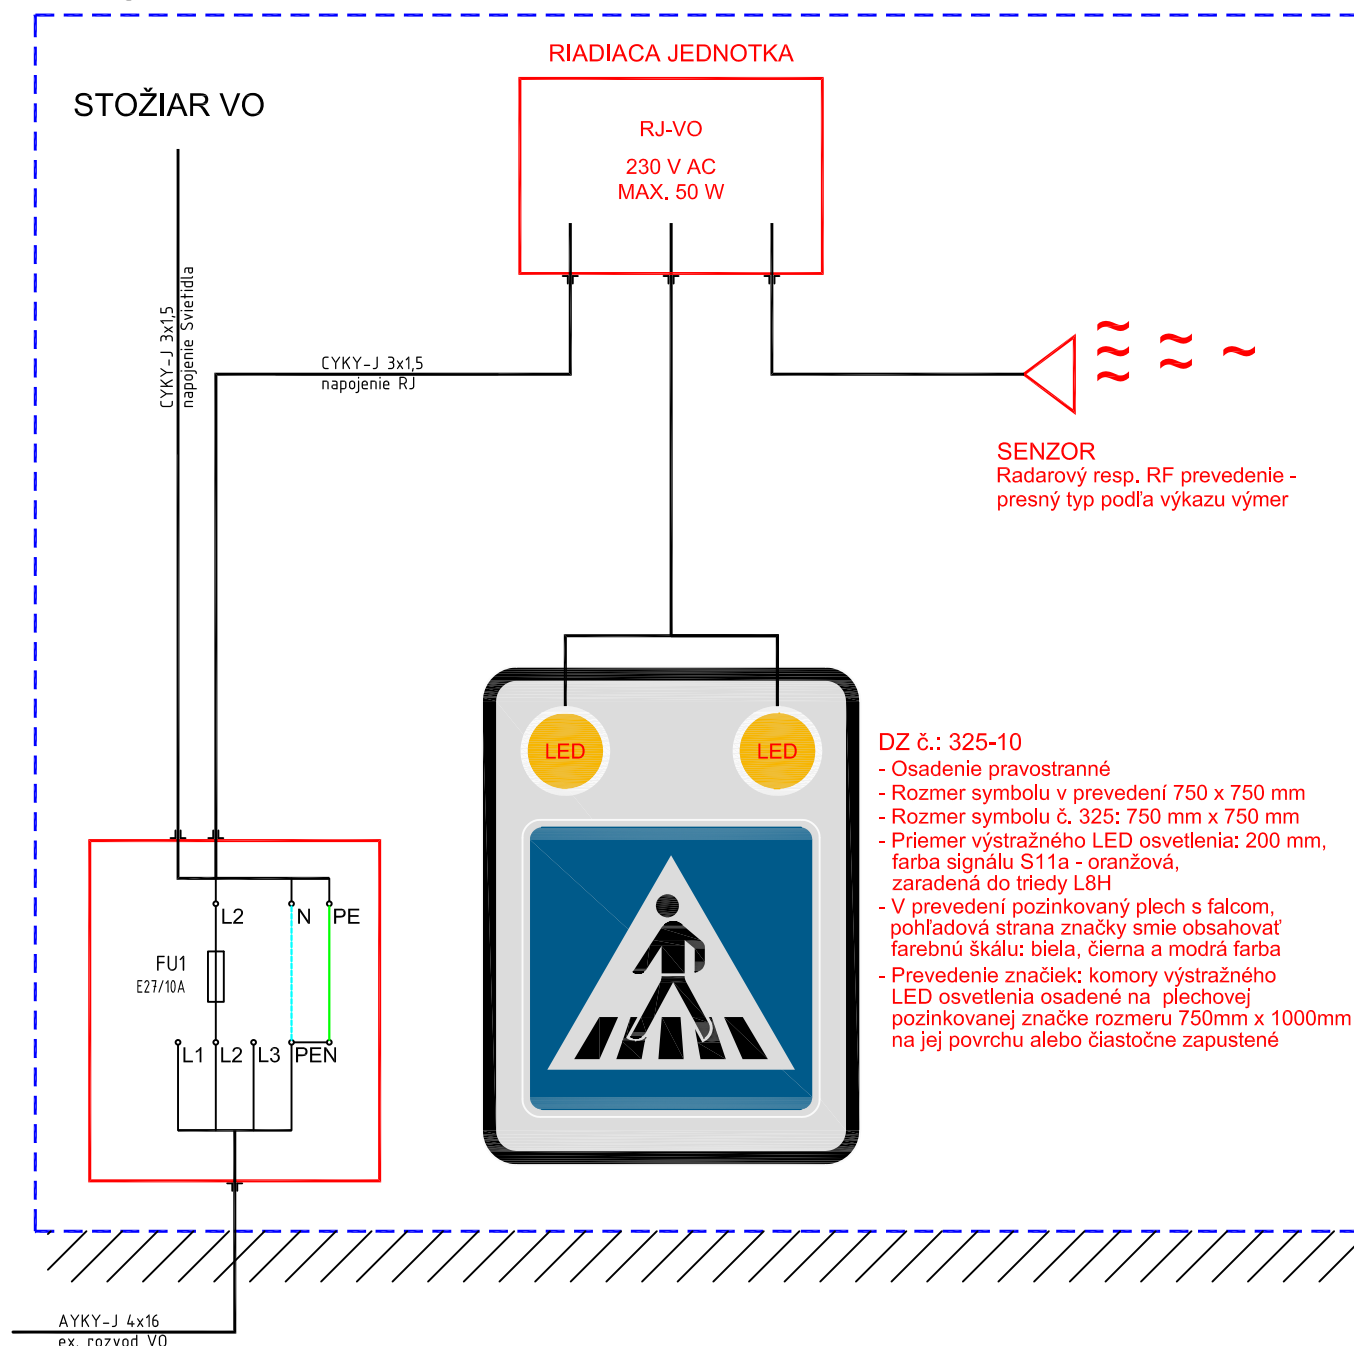 RIADIACA JEDNOTKA
STOŽIAR VO
RJ-VO
230 V AC
MAX. 50 W
CYKY-J 3x1,5
napojenie Svietidla
CYKY-J 3x1,5
napojenie RJ
SENZOR
Radarový resp. RF prevedenie -
presný typ podľa výkazu výmer
LED
LED
DZ č.: 325-10
- Osadenie pravostranné
- Rozmer symbolu v prevedení 750 x 750 mm
- Rozmer symbolu č. 325: 750 mm x 750 mm
- Priemer výstražného LED osvetlenia: 200 mm,
farba signálu S11a - oranžová,
zaradená do triedy L8H
- V prevedení pozinkovaný plech s falcom,
pohľadová strana značky smie obsahovať
farebnú škálu: biela, čierna a modrá farba
- Prevedenie značiek: komory výstražného
LED osvetlenia osadené na plechovej
pozinkovanej značke rozmeru 750mm x 1000mm
na jej povrchu alebo čiastočne zapustené
L2 N PE
FU1
E27/10A
L1 L2 L3 PEN
AYKY-J 4x16
ex. rozvod VO